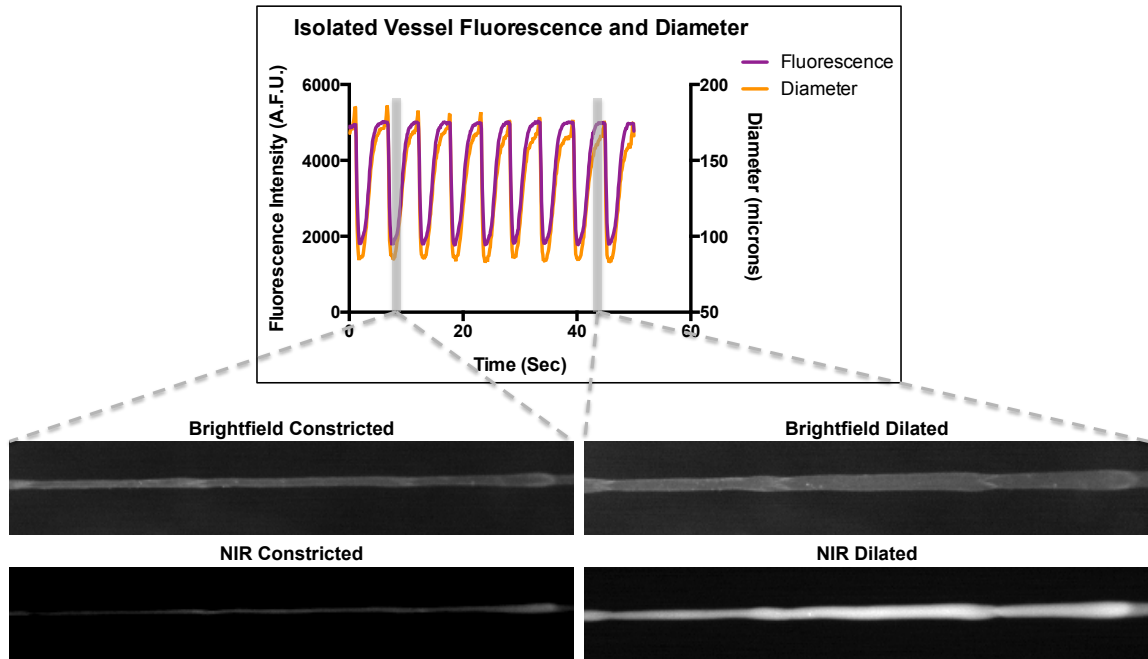 Isolated Vessel Fluorescence and Diameter
Fluorescence
Diameter
Fluorescence Intensity (A.F.U.)
6000
4000
2000
0
200
150
100
50
Diameter (microns)
0
20
40
60
Time (Sec)
Brightfield Constricted
Brightfield Dilated
NIR Constricted
NIR Dilated